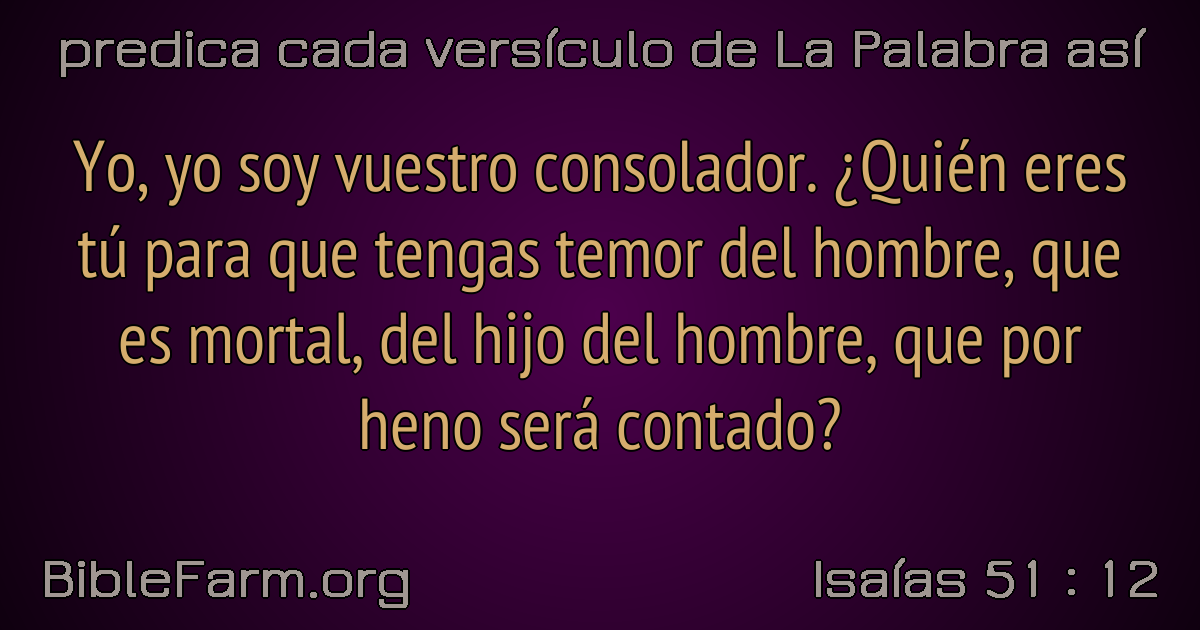 predica cada versículo de La Palabra así
Yo, yo soy vuestro consolador. ¿Quién eres
tú para que tengas temor del hombre, que
es mortal, del hijo del hombre, que por
heno será contado?
BibleFarm.org
Isaías 51 : 12